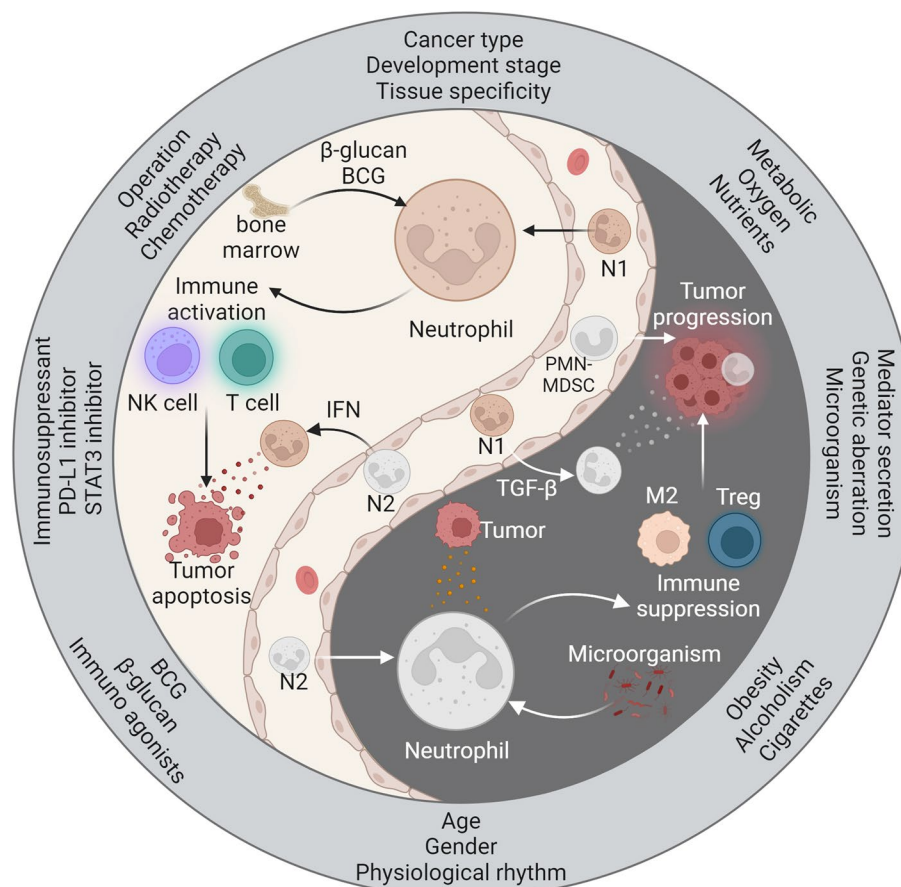 Cancer type
Development stage
Tissue specificity
Operation
Radiotherapy
Chemotherapy
Metabolic
Oxygen
Nutrients
β-glucan
BCG
bone
marrow
N1
Immune
activation
Neutrophil
Tumor
progression
PMN-
MDSC
NK cell
T cell
IFN
N1
N2
TGF-β
M2
Treg
Tumor
Immune
suppression
Tumor
apoptosis
N2
Microorganism
Neutrophil
Immunosuppressant
PD-L1 inhibitor
STAT3 inhibitor
Mediator secretion
Genetic aberration
Microorganism
BCG
β-glucan
Immuno agonists
Obesity
Alcoholism
Cigarettes
Age
Gender
Physiological rhythm